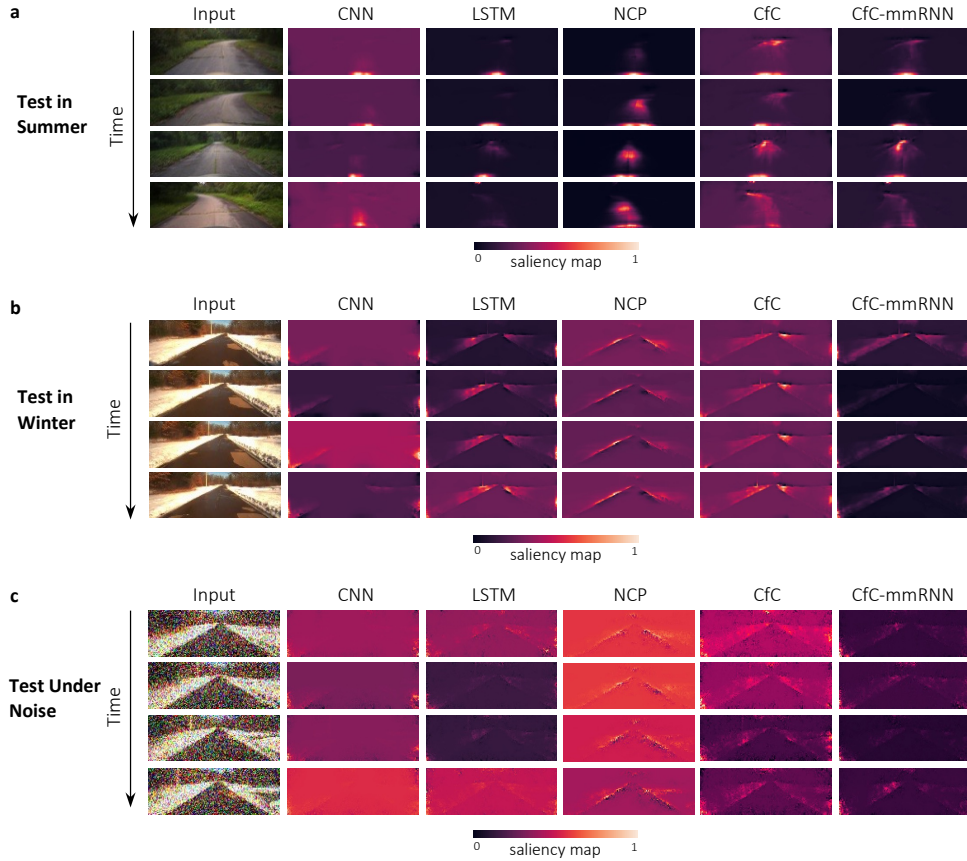 a
Input CNN LSTM NCP CfC CfC-mmRNN
Test in
Summer
Time
0 saliency map 1
b
Input CNN LSTM NCP CfC CfC-mmRNN
Test in
Winter
Time
0 saliency map 1
c
Input CNN LSTM NCP CfC CfC-mmRNN
Test Under
Noise
Time
0 saliency map 1